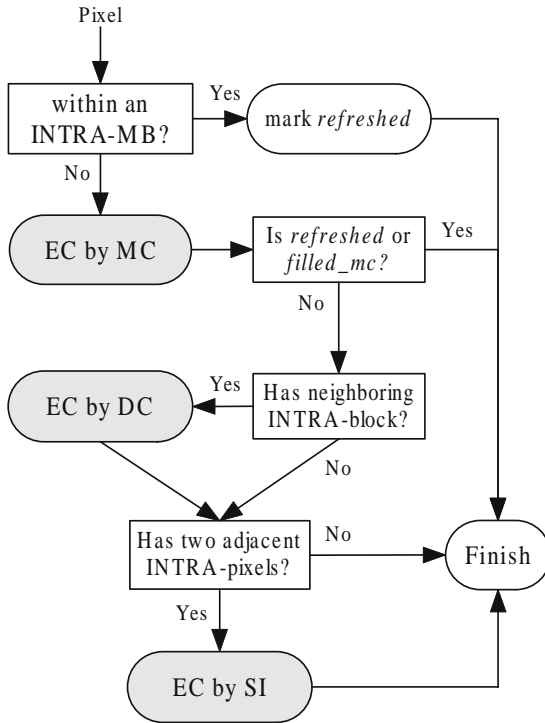 Pixel
within an
INTRA-MB?
Yes
mark refreshed
No
EC by MC
Is refreshed or
filled_mc?
Yes
No
EC by DC
Yes
Has neighboring
INTRA-block?
No
Has two adjacent
INTRA-pixels?
No
Finish
Yes
EC by SI